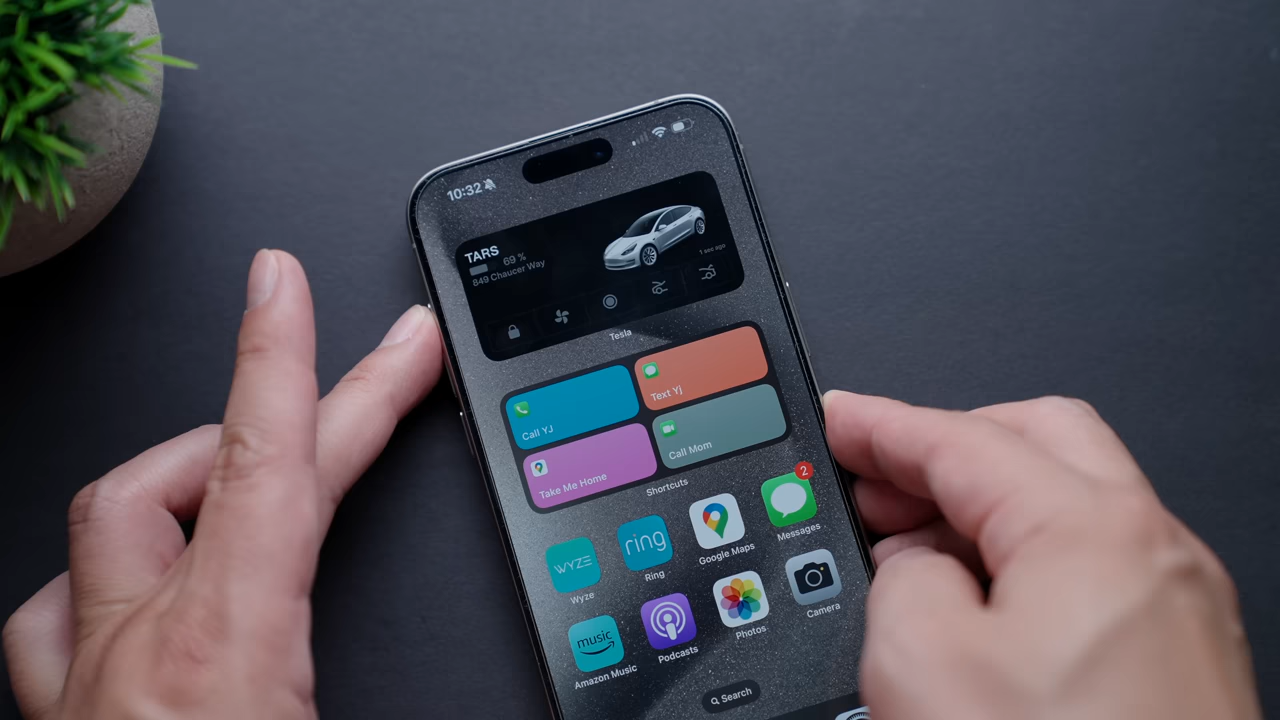 10:32
TARS
69 %
849 Chaucer Way
1 sec ago
Tesla
Call YJ
Text Yj
Take Me Home
Call Mom
Shortcuts
2
WYZE
ring
Wyze
Ring
Google Maps
Messages
music
Amazon Music
Podcasts
Photos
Camera
Search